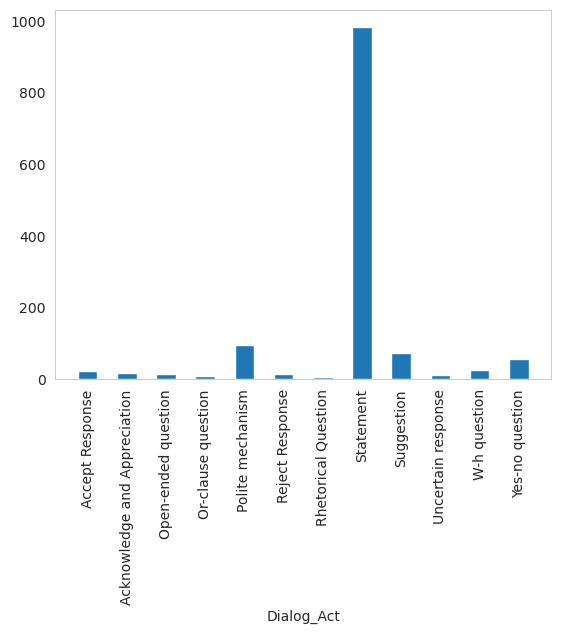 1000
800
600
400
200
0
Accept Response
Acknowledge and Appreciation
Open-ended question
Or-clause question
Polite mechanism
Reject Response
Rhetorical Question
Statement
Suggestion
Uncertain response
W-h question
Yes-no question
Dialog_Act